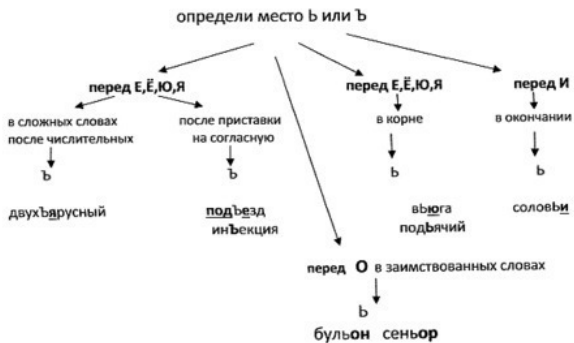 определи место Ь или Ъ
перед Е,Ё,Ю,Я
перед Е,Ё,Ю,Я
перед И
в сложных словах
после числительных
после приставки
на согласную
в корне
в окончании
Ъ
Ъ
Ь
Ь
двухЪярусный
подЪезд
инЪекция
вЬюга
подЬячий
соловЬи
перед О в заимствованных словах
Ь
бульон сеньор